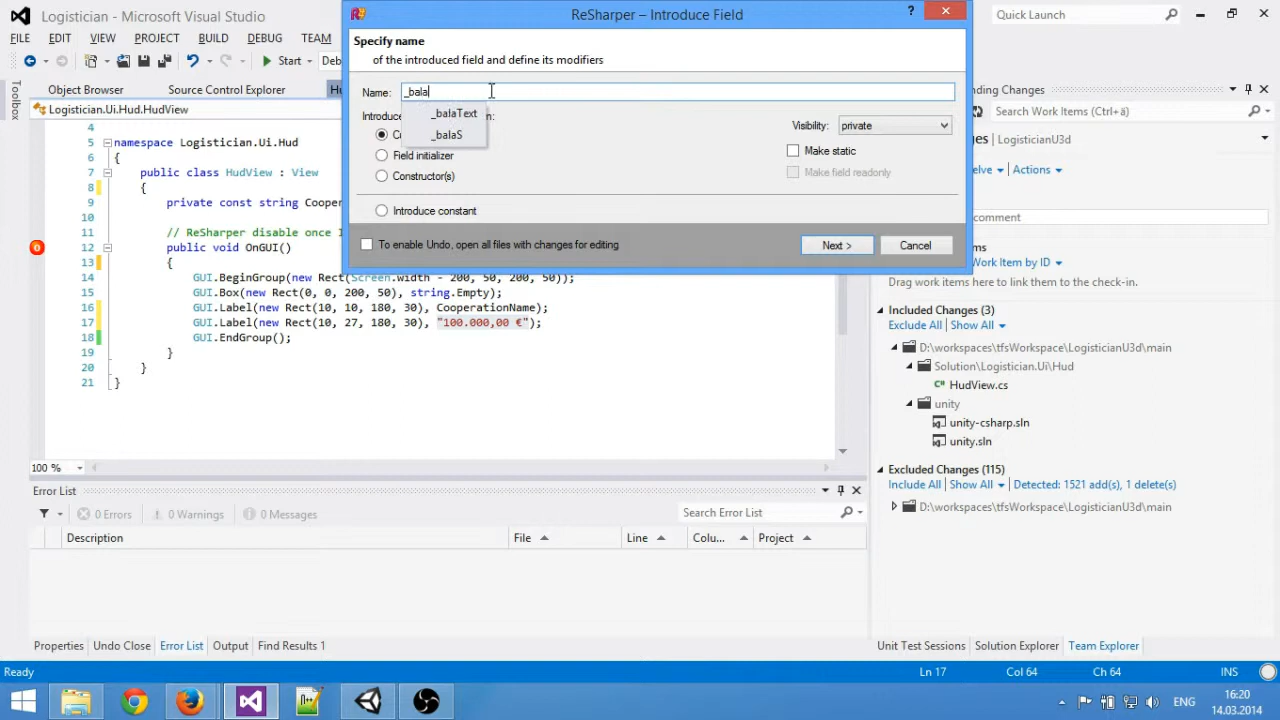 Logistician - Microsoft Visual Studio
ReSharper – Introduce Field
?
Quick Launch
FILE EDIT VIEW PROJECT BUILD DEBUG TEAM
Specify name
of the introduced field and define its modifiers
Start
Name: _bala
_balaText
_balaS
Field initializer
Constructor(s)
Introduce constant
Visibility: private
Make static
Make field readonly
To enable Undo, open all files with changes for editing
Next >
Cancel
Toolbox
Object Browser
Source Control Explorer
Logistician.Ui.Hud.HudView
4
5 namespace Logistician.Ui.Hud
6 {
7 public class HudView : View
8 {
9 private const string Cooper
10
11 // ReSharper disable once I
12 public void OnGUI()
13 {
14 GUI.BeginGroup(new Rect(Screen.width - 200, 50, 200, 50));
15 GUI.Box(new Rect(0, 0, 200, 50), string.Empty);
16 GUI.Label(new Rect(10, 10, 180, 30), CooperationName);
17 GUI.Label(new Rect(10, 27, 180, 30), "100.000,00 €");
18 GUI.EndGroup();
19 }
20 }
21 }
100 %
nding Changes
Search Work Items (Ctrl+ä)
LogisticianU3d
Actions
comment
Work Item by ID
Drag work items here to link them to the check-in.
Included Changes (3)
Exclude All | Show All
D:\workspaces\tfsWorkspace\LogisticianU3d\main
Solution\Logistician.Ui\Hud
HudView.cs
unity
unity-csharp.sln
unity.sln
Excluded Changes (115)
Include All | Show All Detected: 1521 add(s), 1 delete(s)
D:\workspaces\tfsWorkspace\LogisticianU3d\main
Error List
0 Errors 0 Warnings 0 Messages
Search Error List
Description File Line Colu... Project
Properties Undo Close Error List Output Find Results 1
Unit Test Sessions Solution Explorer Team Explorer
Ready Ln 17 Col 64 Ch 64 INS
ENG
16:20
14.03.2014